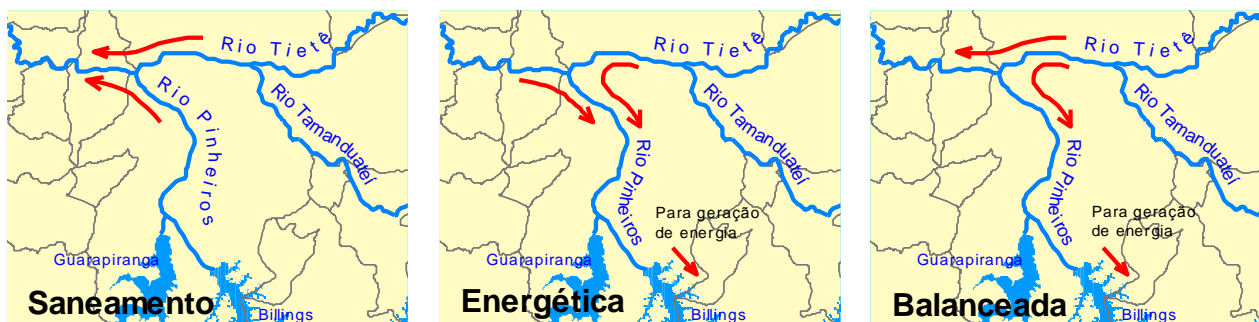 Rio Tietê
Rio Pinheiros
Rio Tamanduateí
Guarapiranga
Saneamento
Billings
Rio Tietê
Rio Tamanduateí
Rio Pinheiros
Para geração
de energia
Guarapiranga
Energética
Billings
Rio Tietê
Rio Tamanduateí
Rio Pinheiros
Para geração
de energia
Guarapiranga
Balanceada
Billings